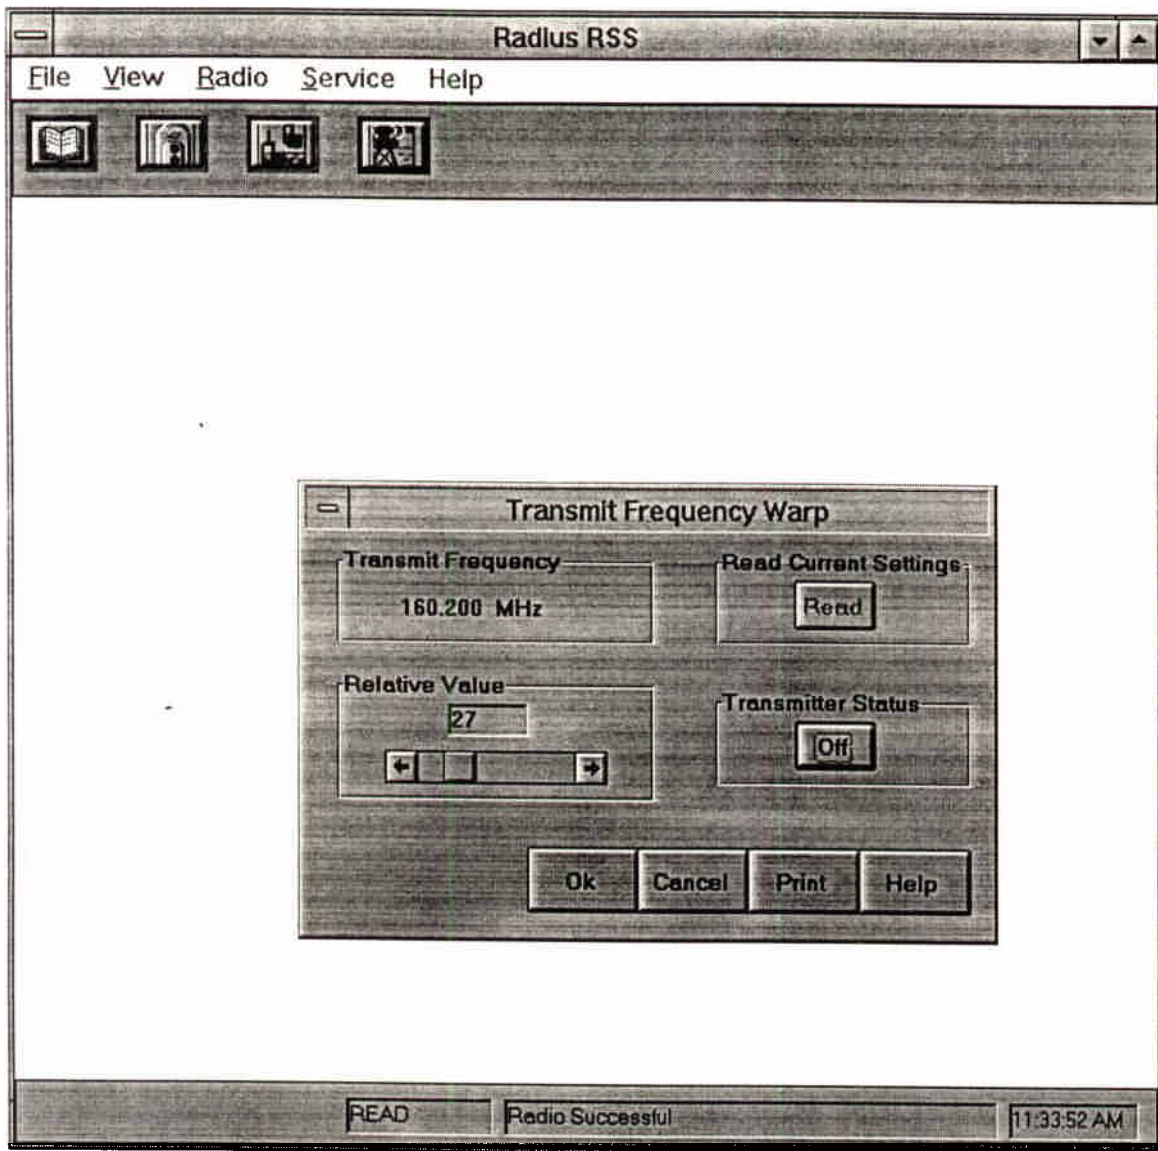 Radius RSS
File View Radio Service Help
Transmit Frequency Warp
Transmit Frequency
160.200 MHz
Read Current Settings
Read
Relative Value
27
Transmitter Status
Off
Ok Cancel Print Help
READ Radio Successful 11:33:52 AM